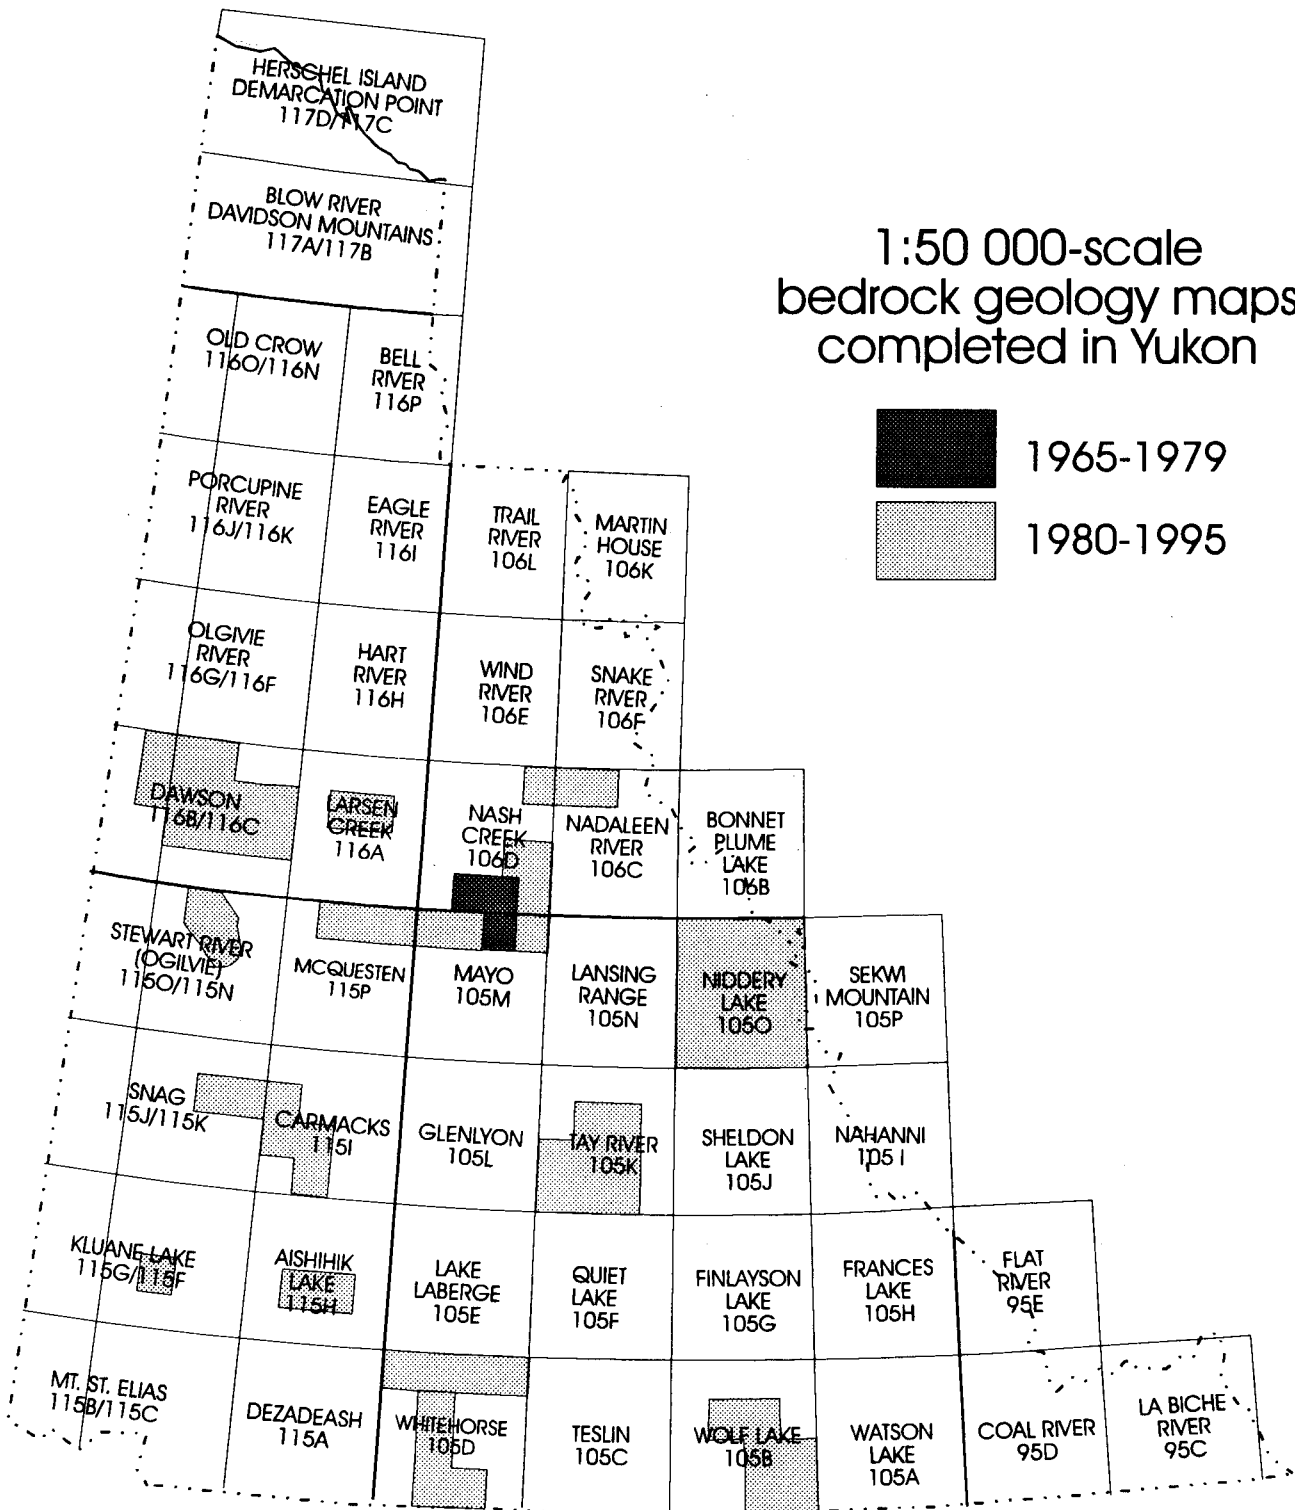 HERSCHEL ISLAND
DEMARCATION POINT
117D/117C
BLOW RIVER
DAVIDSON MOUNTAINS
117A/117B
1:50 000-scale
bedrock geology maps
completed in Yukon
1965-1979
1980-1995
OLD CROW
116O/116N
BELL
RIVER
116P
PORCUPINE
RIVER
116J/116K
EAGLE
RIVER
116I
TRAIL
RIVER
106L
MARTIN
HOUSE
106K
OLGIVIE
RIVER
116G/116F
HART
RIVER
116H
WIND
RIVER
106E
SNAKE
RIVER
106F
DAWSON
116B/116C
LARSEN
CREEK
116A
NASH
CREEK
106D
NADALEEN
RIVER
106C
BONNET
PLUME
LAKE
106B
STEWART RIVER
(OGILVIE)
115O/115N
MCQUESTEN
115P
MAYO
105M
LANSING
RANGE
105N
NIDDERY
LAKE
105O
SEKWI
MOUNTAIN
105P
SNAG
115J/115K
CARMACKS
115I
GLENLYON
105L
TAY RIVER
105K
SHELDON
LAKE
105J
NAHANNI
105 I
KLUANE LAKE
115G/115F
AISHIHIK
LAKE
115H
LAKE
LABERGE
105E
QUIET
LAKE
105F
FINLAYSON
LAKE
105G
FRANCES
LAKE
105H
FLAT
RIVER
95E
MT. ST. ELIAS
115B/115C
DEZADEASH
115A
WHITEHORSE
105D
TESLIN
105C
WOLF LAKE
105B
WATSON
LAKE
105A
COAL RIVER
95D
LA BICHE
RIVER
95C